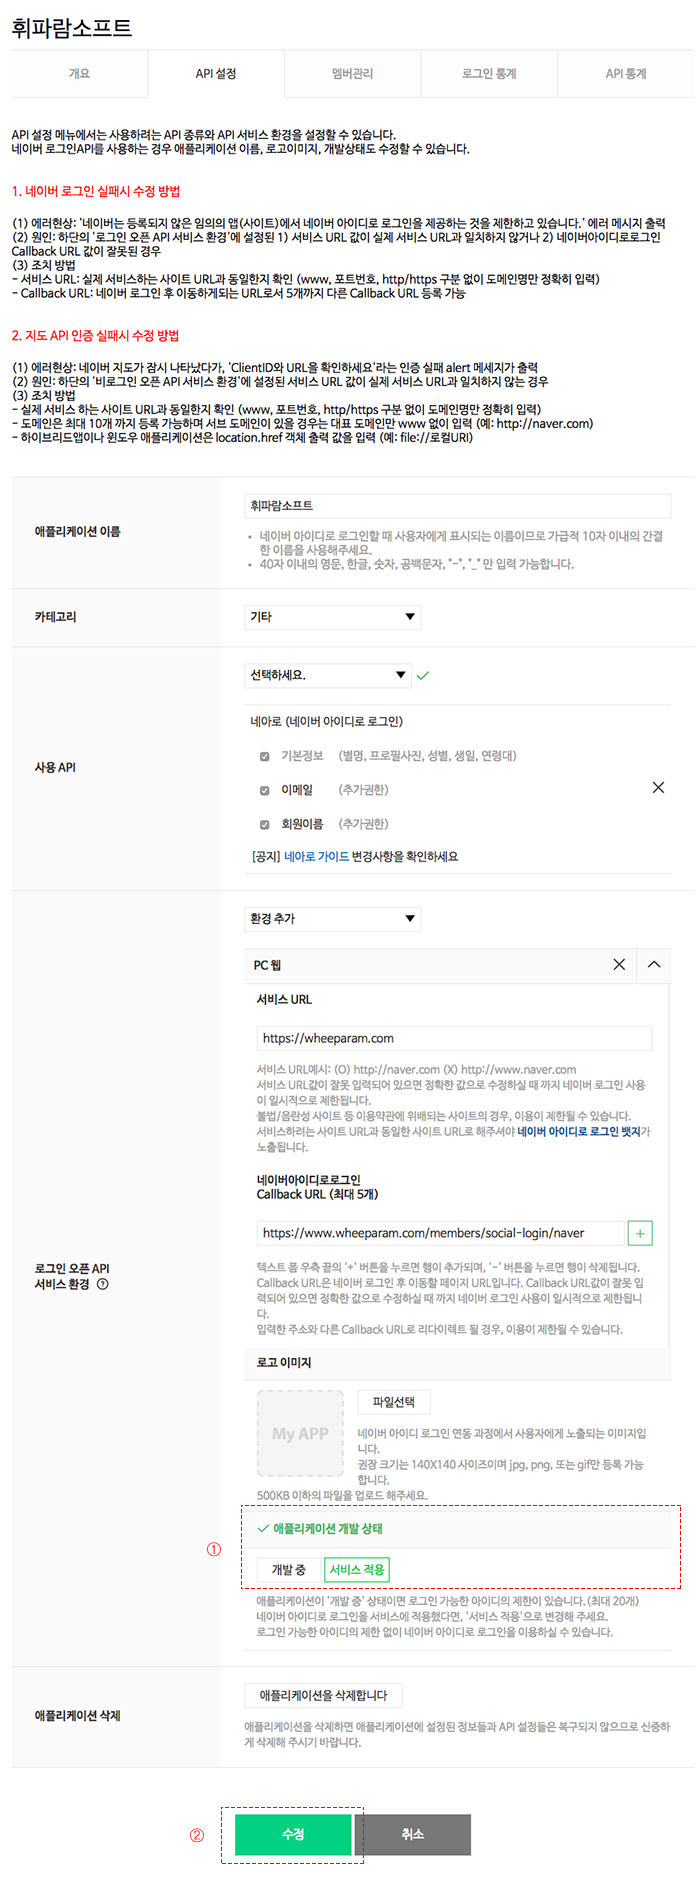 휘파람소프트
개요
API 설정
멤버관리
로그인 통계
API 통계
API 설정 메뉴에서는 사용하려는 API 종류와 API 서비스 환경을 설정할 수 있습니다.
네이버 로그인API를 사용하는 경우 애플리케이션 이름, 로고이미지, 개발상태도 수정할 수 있습니다.
1. 네이버 로그인 실패시 수정 방법
(1) 에러현상: '네이버는 등록되지 않은 임의의 앱(사이트)에서 네이버 아이디로 로그인을 제공하는 것을 제한하고 있습니다.' 에러 메시지 출력
(2) 원인: 하단의 '로그인 오픈 API 서비스 환경'에 설정된 1) 서비스 URL 값이 실제 서비스 URL과 일치하지 않거나 2) 네이버아이디로로그인
Callback URL 값이 잘못된 경우
(3) 조치 방법
- 서비스 URL: 실제 서비스하는 사이트 URL과 동일한지 확인 (www, 포트번호, http/https 구분 없이 도메인명만 정확히 입력)
- Callback URL: 네이버 로그인 후 이동하게되는 URL로서 5개까지 다른 Callback URL 등록 가능
2. 지도 API 인증 실패시 수정 방법
(1) 에러현상: 네이버 지도가 잠시 나타났다가, 'ClientID와 URL을 확인하세요'라는 인증 실패 alert 메세지가 출력
(2) 원인: 하단의 '비로그인 오픈 API 서비스 환경'에 설정된 서비스 URL 값이 실제 서비스 URL과 일치하지 않는 경우
(3) 조치 방법
- 실제 서비스 하는 사이트 URL과 동일한지 확인 (www, 포트번호, http/https 구분 없이 도메인명만 정확히 입력)
- 도메인은 최대 10개 까지 등록 가능하며 서브 도메인이 있을 경우는 대표 도메인만 www 없이 입력 (예: http://naver.com)
- 하이브리드앱이나 윈도우 애플리케이션은 location.href 객체 출력 값을 입력 (예: file://로컬URI)
애플리케이션 이름
휘파람소프트
• 네이버 아이디로 로그인할 때 사용자에게 표시되는 이름이므로 가급적 10자 이내의 간결
한 이름을 사용해주세요.
• 40자 이내의 영문, 한글, 숫자, 공백문자, "-", "_" 만 입력 가능합니다.
카테고리
기타
사용 API
선택하세요.
네아로 (네이버 아이디로 로그인)
기본정보 (별명, 프로필사진, 성별, 생일, 연령대)
이메일 (추가권한)
회원이름 (추가권한)
[공지] 네아로 가이드 변경사항을 확인하세요
로그인 오픈 API
서비스 환경 ?
환경 추가
PC 웹
서비스 URL
https://wheeparam.com
서비스 URL예시: (O) http://naver.com (X) http://www.naver.com
서비스 URL값이 잘못 입력되어 있으면 정확한 값으로 수정하실 때 까지 네이버 로그인 사용
이 일시적으로 제한됩니다.
불법/음란성 사이트 등 이용약관에 위배되는 사이트의 경우, 이용이 제한될 수 있습니다.
서비스하려는 사이트 URL과 동일한 사이트 URL로 해주셔야 네이버 아이디로 로그인 뱃지가
노출됩니다.
네이버아이디로로그인
Callback URL (최대 5개)
https://www.wheeparam.com/members/social-login/naver
+
텍스트 폼 우측 끝의 '+' 버튼을 누르면 행이 추가되며, '-' 버튼을 누르면 행이 삭제됩니다.
Callback URL은 네이버 로그인 후 이동할 페이지 URL입니다. Callback URL값이 잘못 입
력되어 있으면 정확한 값으로 수정하실 때 까지 네이버 로그인 사용이 일시적으로 제한됩니
다.
입력한 주소와 다른 Callback URL로 리다이렉트 될 경우, 이용이 제한될 수 있습니다.
로고 이미지
My APP
파일선택
네이버 아이디 로그인 연동 과정에서 사용자에게 노출되는 이미지입
니다.
권장 크기는 140X140 사이즈이며 jpg, png, 또는 gif만 등록 가능
합니다.
500KB 이하의 파일을 업로드 해주세요.
①
애플리케이션 개발 상태
개발 중
서비스 적용
애플리케이션이 '개발 중' 상태이면 로그인 가능한 아이디의 제한이 있습니다. (최대 20개)
네이버 아이디로 로그인을 서비스에 적용했다면, '서비스 적용'으로 변경해 주세요.
로그인 가능한 아이디의 제한 없이 네이버 아이디로 로그인을 이용하실 수 있습니다.
애플리케이션 삭제
애플리케이션을 삭제합니다
애플리케이션을 삭제하면 애플리케이션에 설정된 정보들과 API 설정들은 복구되지 않으므로 신중하
게 삭제해 주시기 바랍니다.
②
수정
취소